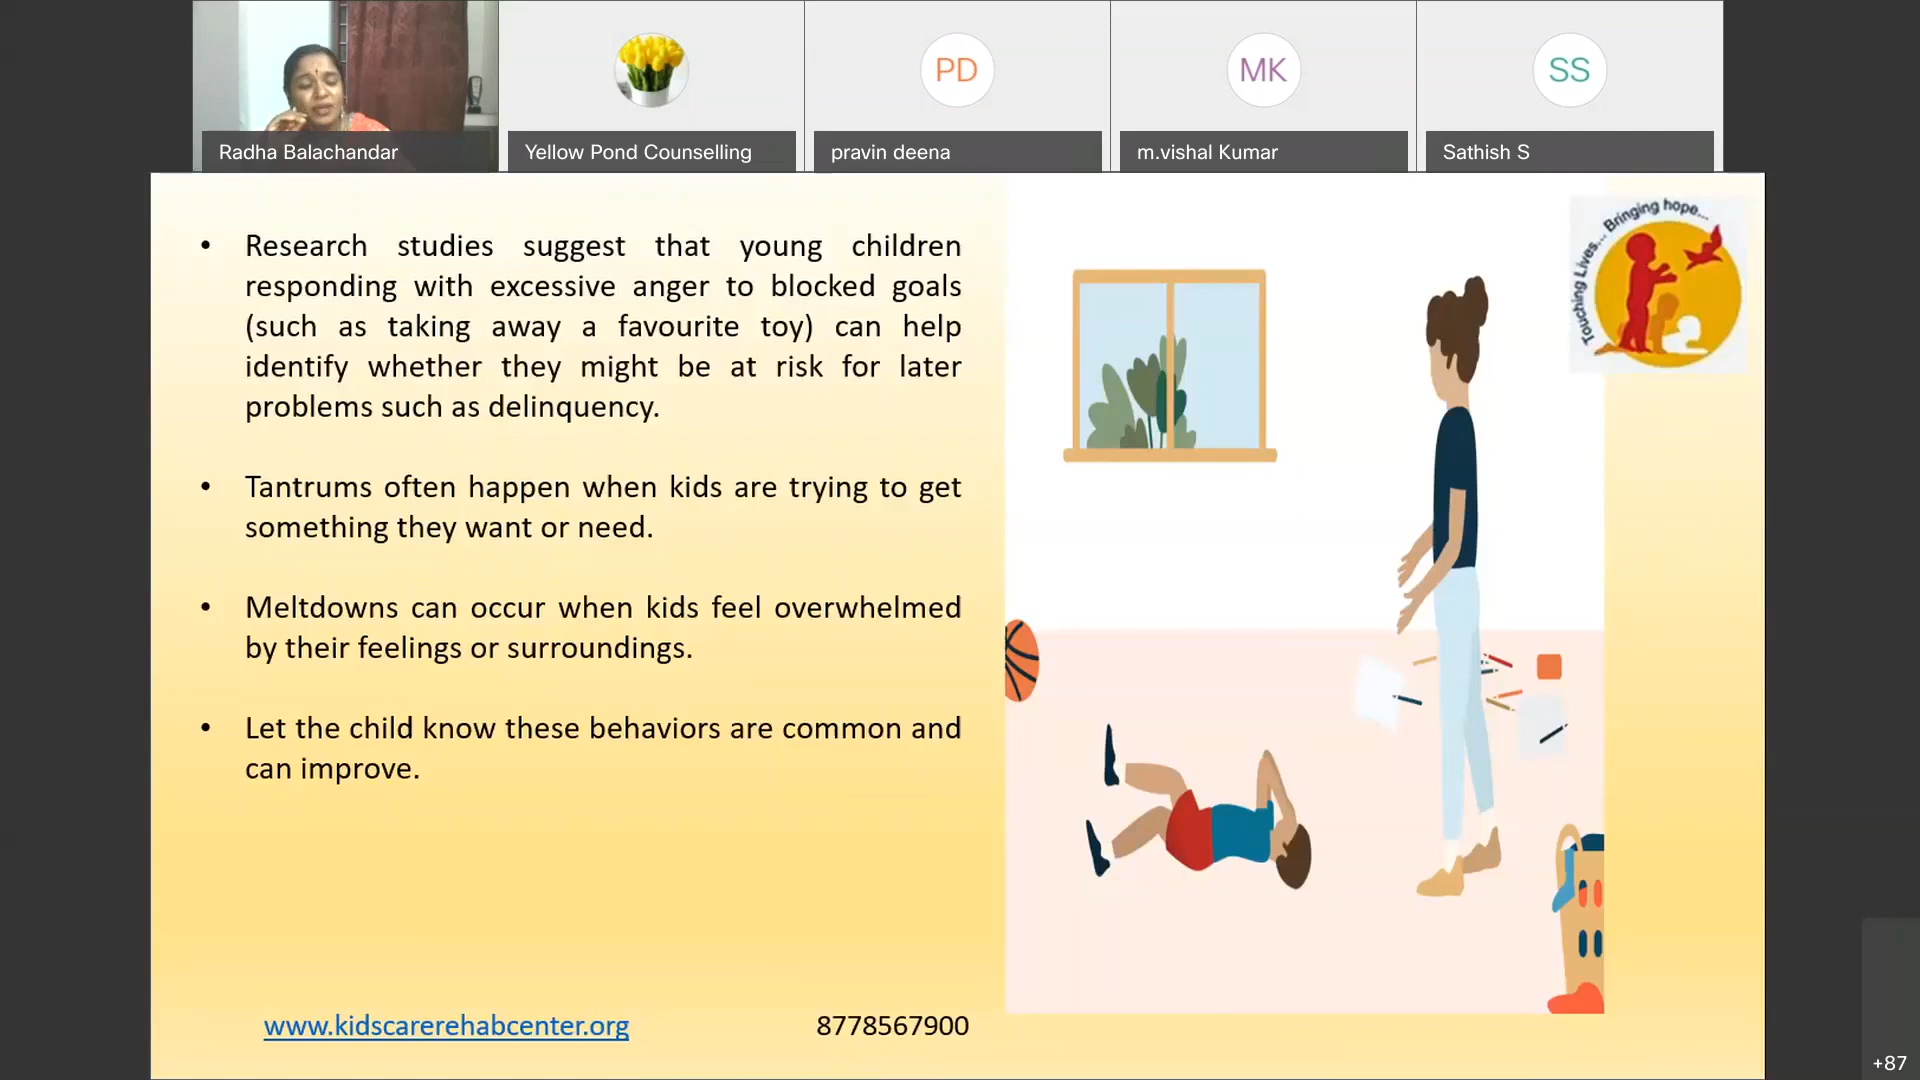 PD
MK
SS
Radha Balachandar
Yellow Pond Counselling
pravin deena
m.vishal Kumar
Sathish S
• Research studies suggest that young children
responding with excessive anger to blocked goals
(such as taking away a favourite toy) can help
identify whether they might be at risk for later
problems such as delinquency.
• Tantrums often happen when kids are trying to get
something they want or need.
• Meltdowns can occur when kids feel overwhelmed
by their feelings or surroundings.
• Let the child know these behaviors are common and
can improve.
Touching Lives... Bringing hope...
www.kidscarerehabcenter.org
8778567900
+87